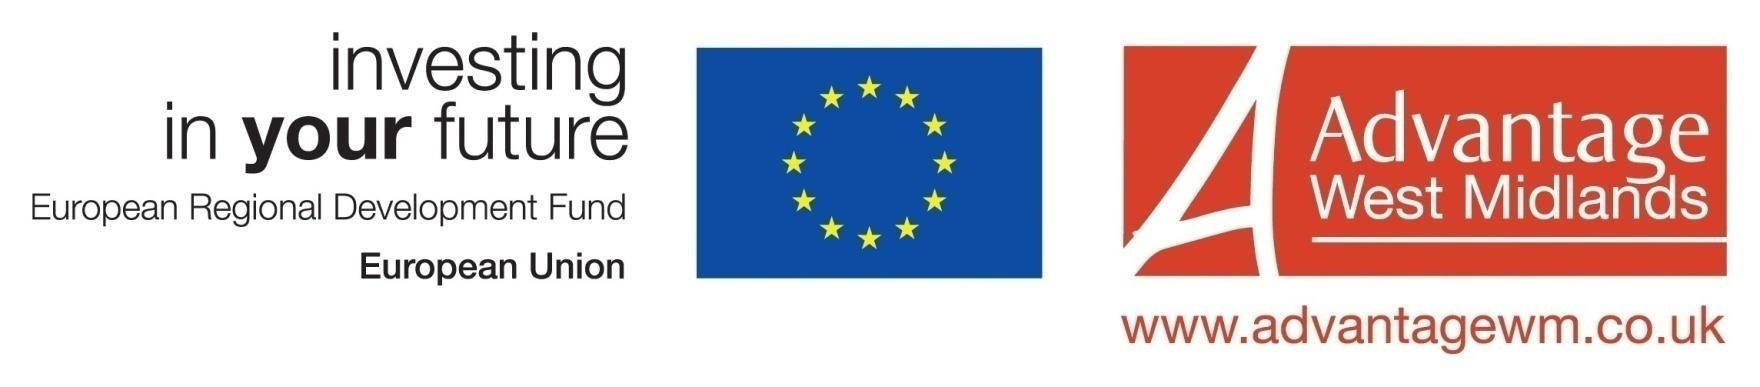 investing
in your future
European Regional Development Fund
European Union
Advantage
West Midlands
www.advantagewm.co.uk